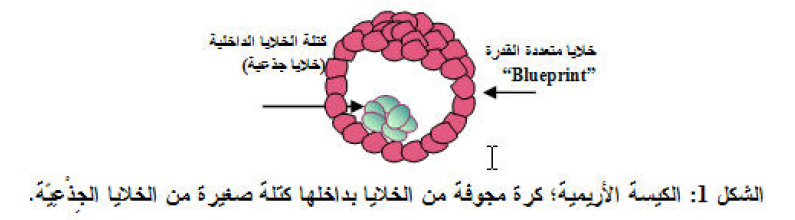 خلايا متعددة القدرة
“Blueprint”
كتلة الخلايا الداخلية
(خلايا جذعية)
الشكل 1: الكيسة الأريمية؛ كرة مجوفة من الخلايا بداخلها كتلة صغيرة من الخلايا الجِذْعِيّة.